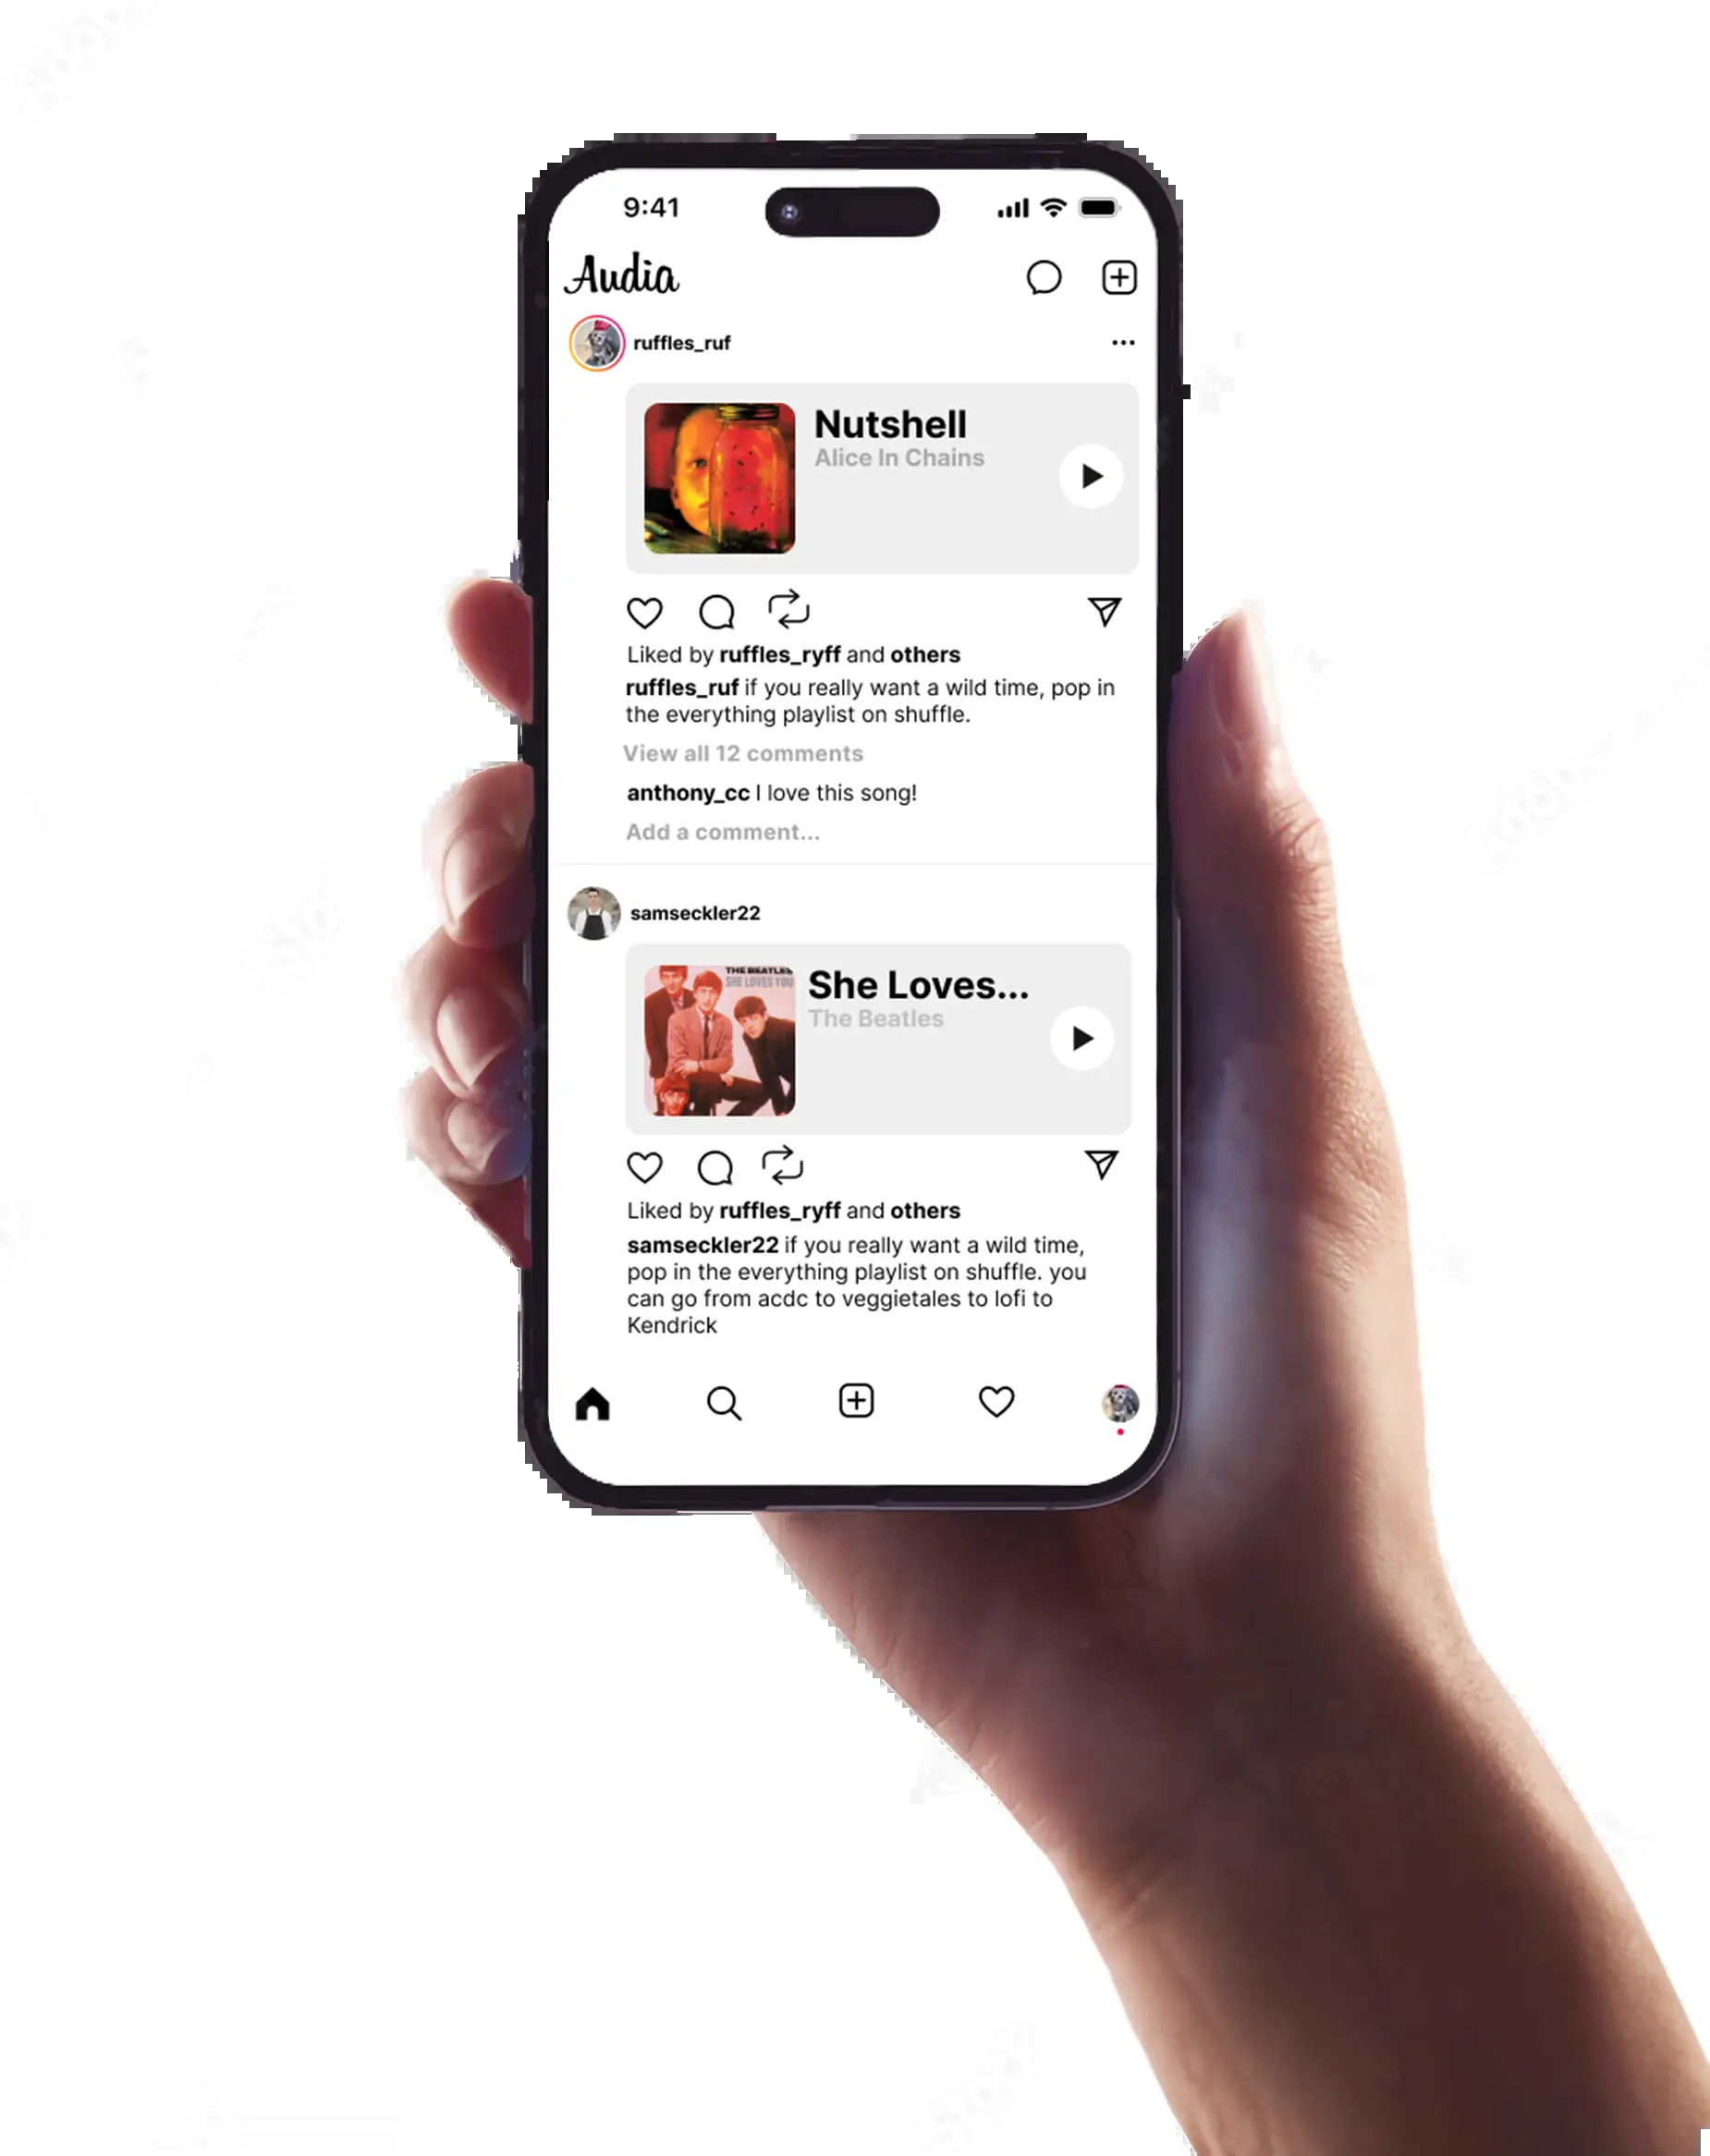 9:41
Audia
ruffles_ruf
Nutshell
Alice In Chains
Liked by ruffles_ryff and others
ruffles_ruf if you really want a wild time, pop in
the everything playlist on shuffle.
View all 12 comments
anthony_cc I love this song!
Add a comment...
samseckler22
THE BEATLES
SHE LOVES YOU
She Loves...
The Beatles
Liked by ruffles_ryff and others
samseckler22 if you really want a wild time,
pop in the everything playlist on shuffle. you
can go from acdc to veggietales to lofi to
Kendrick